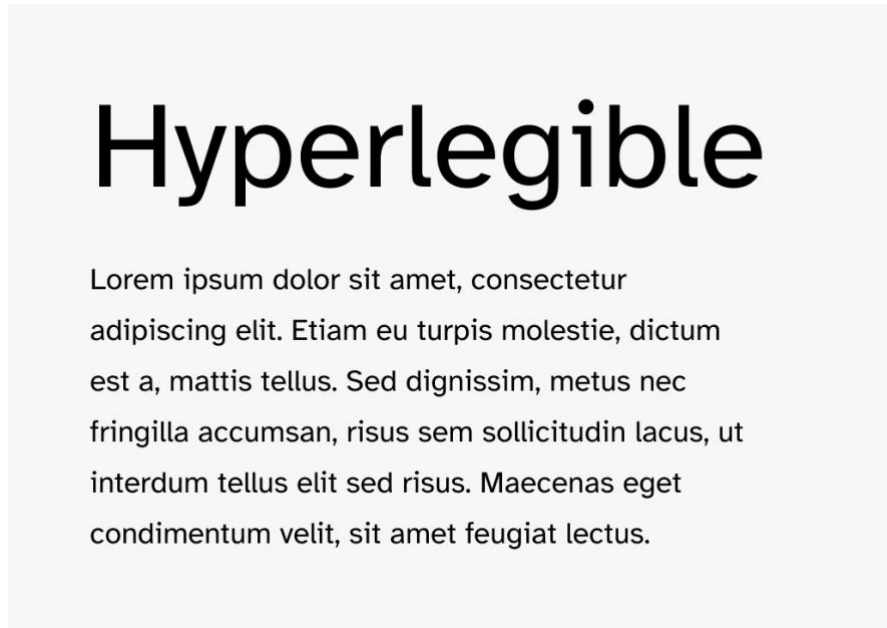 Hyperlegible
Lorem ipsum dolor sit amet, consectetur
adipiscing elit. Etiam eu turpis molestie, dictum
est a, mattis tellus. Sed dignissim, metus nec
fringilla accumsan, risus sem sollicitudin lacus, ut
interdum tellus elit sed risus. Maecenas eget
condimentum velit, sit amet feugiat lectus.